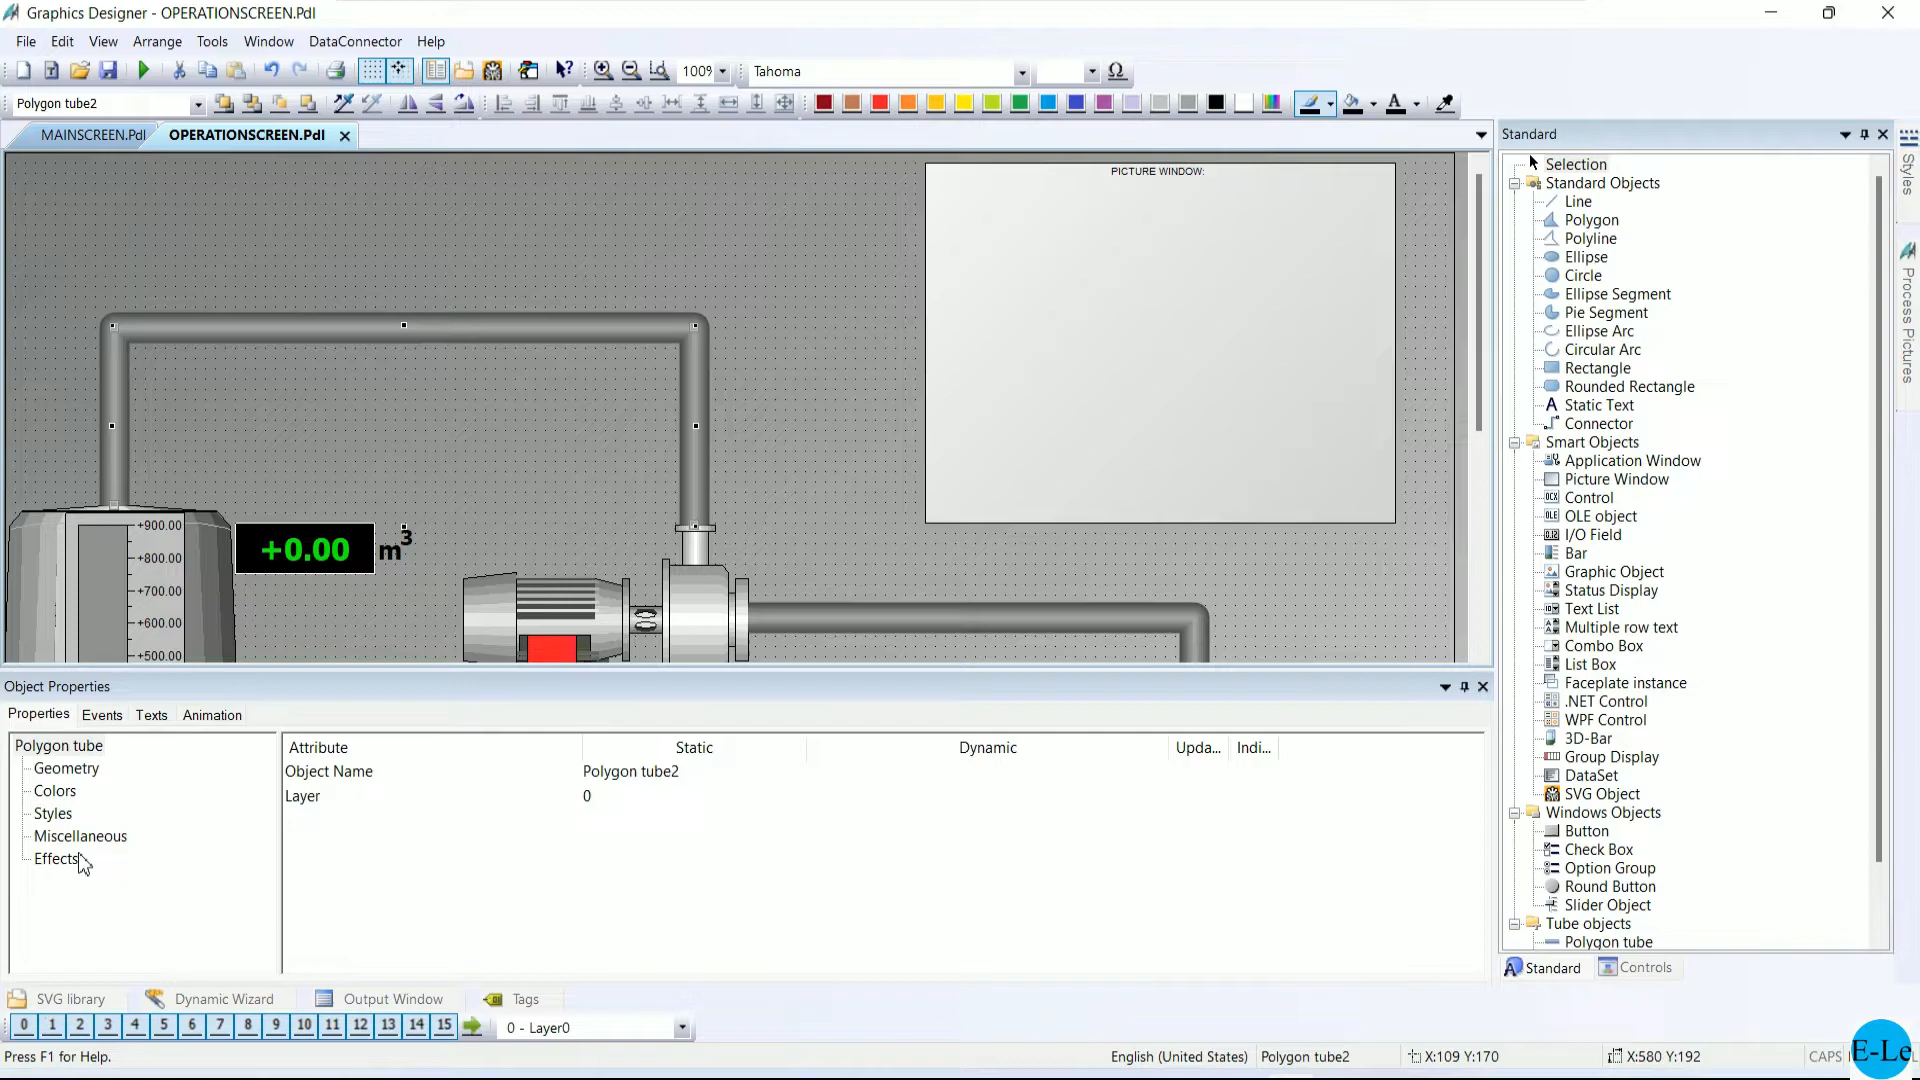 Graphics Designer - OPERATIONSCREEN.Pdl
File Edit View Arrange Tools Window DataConnector Help
100% Tahoma Ω
Polygon tube2 A
MAINSCREEN.Pdl OPERATIONSCREEN.Pdl
PICTURE WINDOW:
+900.00
+800.00
+700.00
+600.00
+500.00
+0.00 m3
Standard
Selection
Standard Objects
Line
Polygon
Polyline
Ellipse
Circle
Ellipse Segment
Pie Segment
Ellipse Arc
Circular Arc
Rectangle
Rounded Rectangle
A Static Text
Connector
Smart Objects
Application Window
Picture Window
OCX Control
OLE OLE object
I/O Field
Bar
Graphic Object
Status Display
Text List
Multiple row text
Combo Box
List Box
Faceplate instance
.NET Control
WPF Control
3D-Bar
Group Display
DataSet
SVG Object
Windows Objects
Button
Check Box
Option Group
Round Button
Slider Object
Tube objects
Polygon tube
Standard Controls
Styles
Process Pictures
Object Properties
Properties Events Texts Animation
Polygon tube
Geometry
Colors
Styles
Miscellaneous
Effects
Attribute Static Dynamic Upda... Indi...
Object Name Polygon tube2
Layer 0
SVG library Dynamic Wizard Output Window Tags
0 1 2 3 4 5 6 7 8 9 10 11 12 13 14 15 0 - Layer0
Press F1 for Help. English (United States) Polygon tube2 X:109 Y:170 X:580 Y:192 CAPS
E-Le